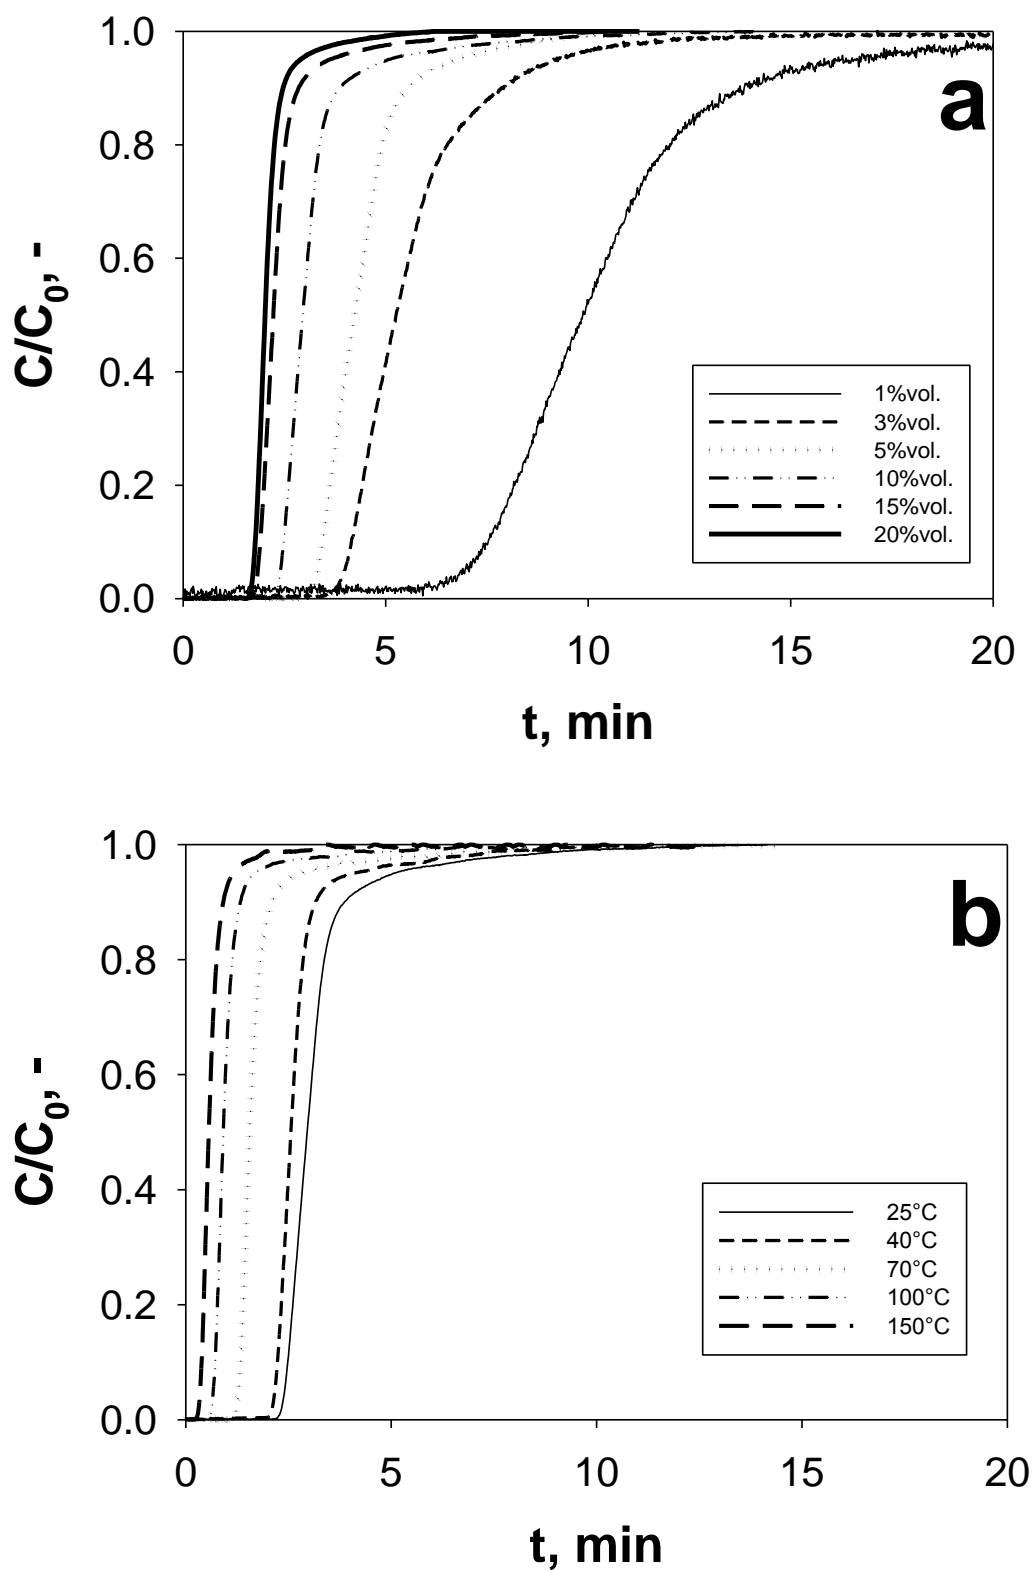 1.0
a
0.8
0.6
C/C0, -
0.4
1%vol.
3%vol.
5%vol.
0.2
10%vol.
15%vol.
20%vol.
0.0
0 5 10 15 20
t, min
1.0
b
0.8
0.6
C/C0, -
0.4
25°C
40°C
70°C
0.2
100°C
150°C
0.0
0 5 10 15 20
t, min